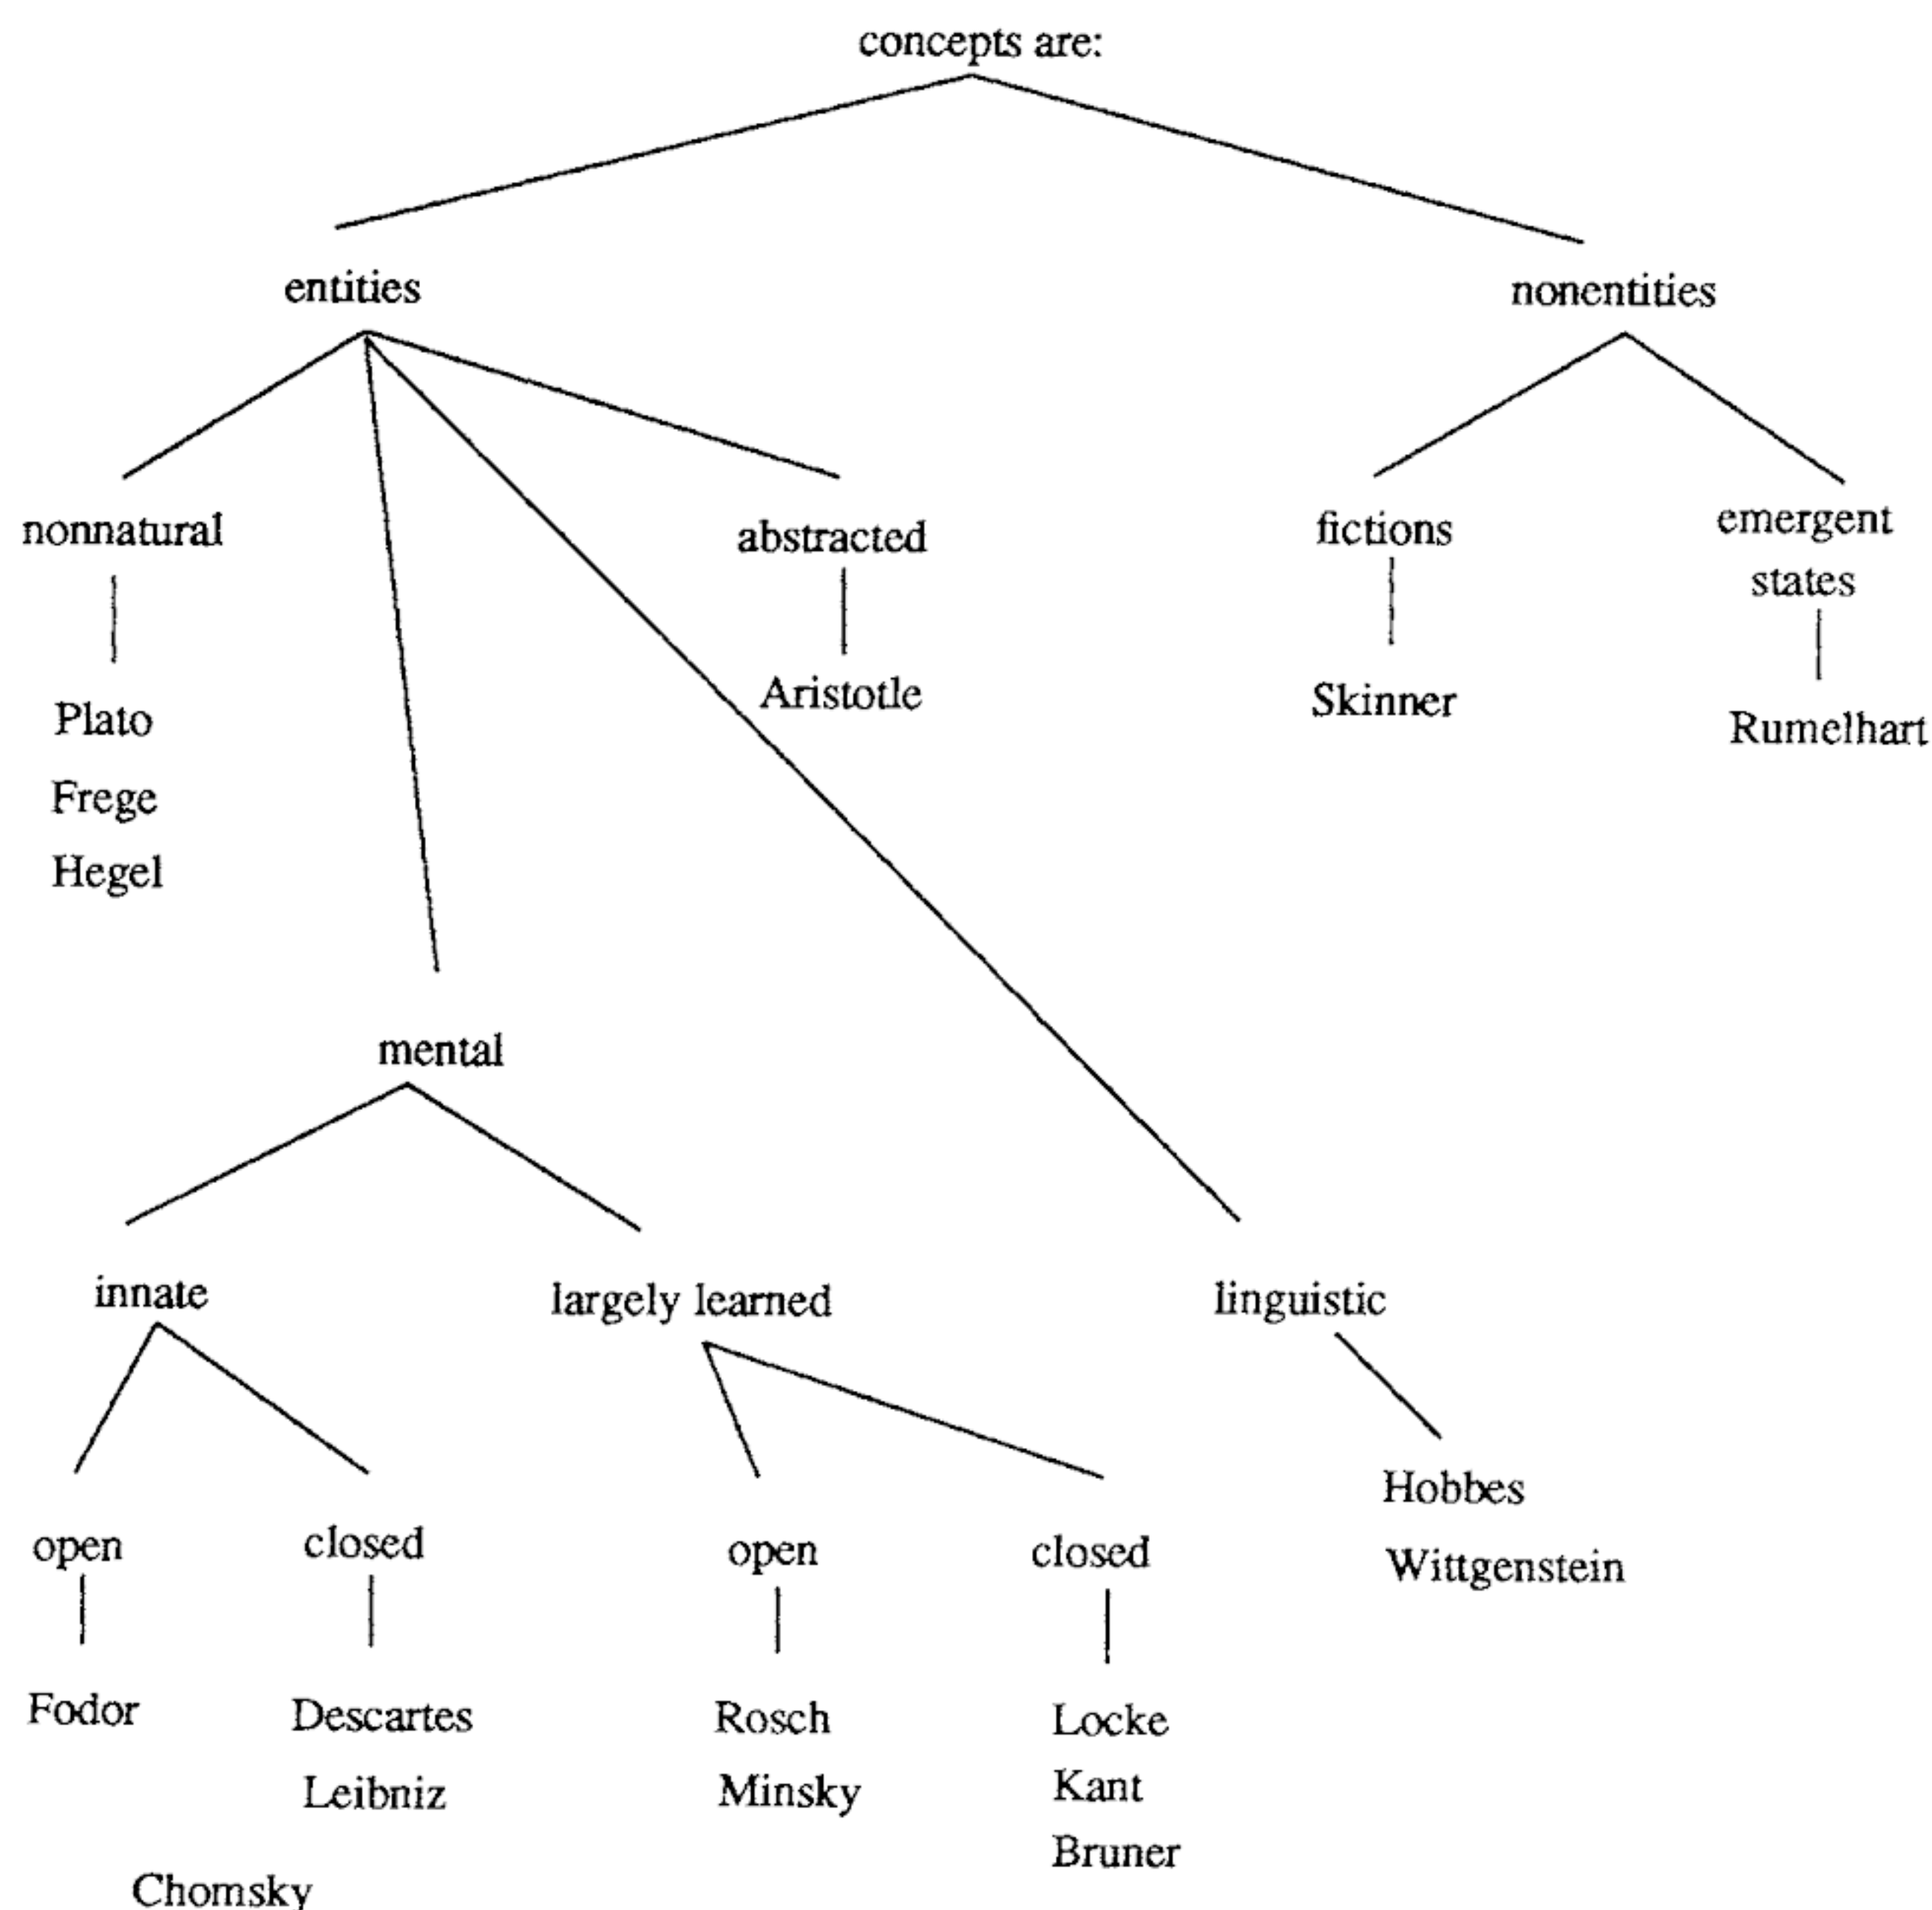 concepts are:
entities
nonentities
nonnatural
abstracted
fictions
emergent
states
Plato
Frege
Hegel
Aristotle
Skinner
Rumelhart
mental
innate
largely learned
linguistic
open
closed
open
closed
Hobbes
Wittgenstein
Fodor
Descartes
Leibniz
Chomsky
Rosch
Minsky
Locke
Kant
Bruner